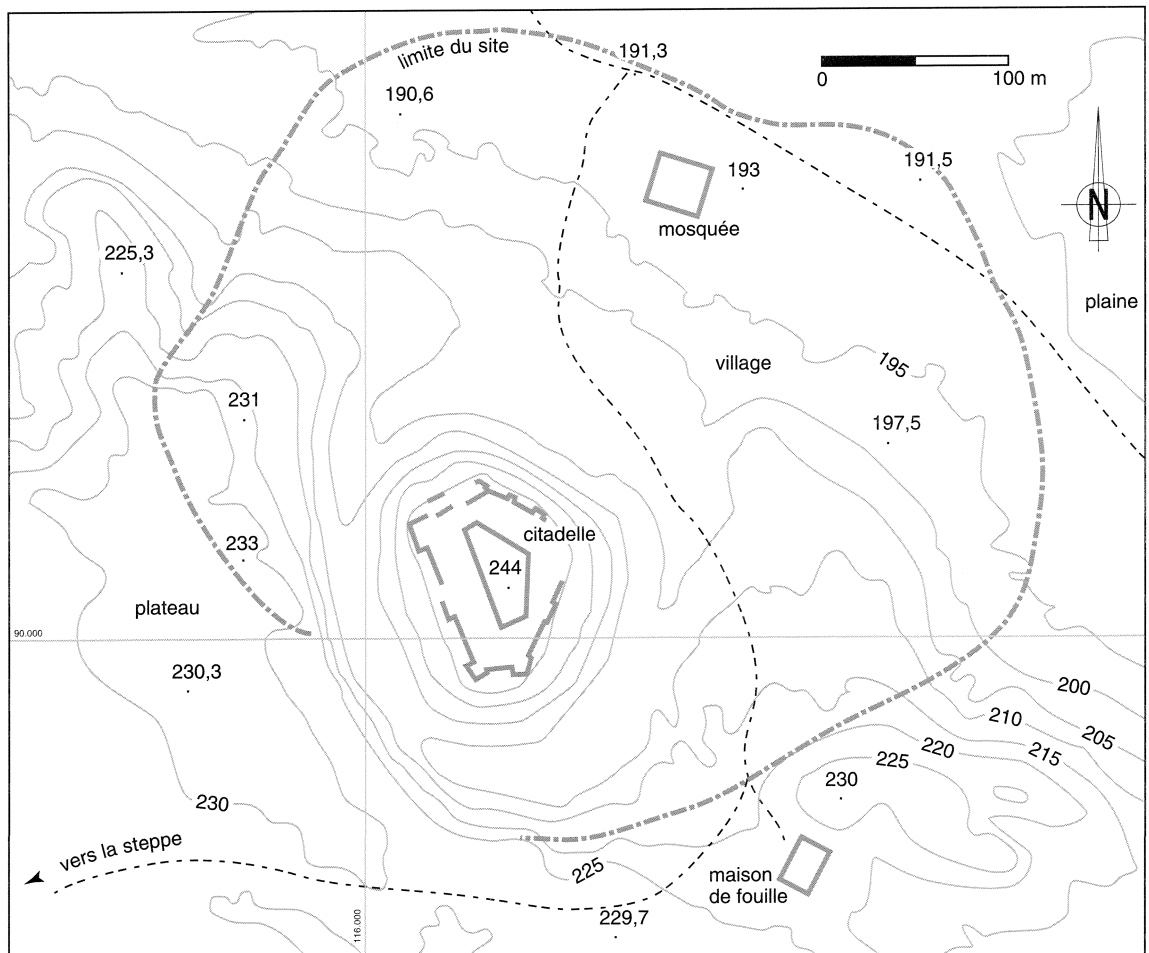 limite du site
191,3
0
100 m
190,6
191,5
193
N
mosquée
225,3
plaine
village
195
231
197,5
citadelle
233
244
plateau
90.000
230,3
200
210
205
220
215
225
230
230
vers la steppe
225
maison
de fouille
229,7
116.000